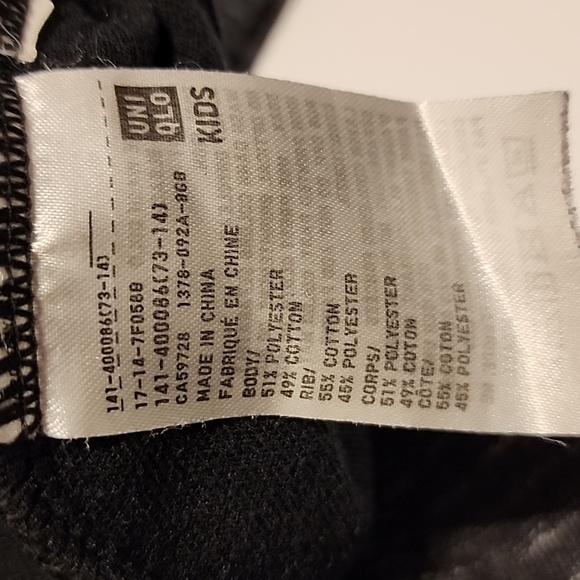 UNI
QLO
KIDS
141-400086(73-14)
17-14-7F058B
141-400086(73-14)
CA59728 1378-092A-8GB
MADE IN CHINA
FABRIQUÉ EN CHINE
BODY/
51% POLYESTER
49% COTTON
RIB/
55% COTTON
45% POLYESTER
CORPS/
51% POLYESTER
49% COTON
CÔTE/
55% COTON
45% POLYESTER